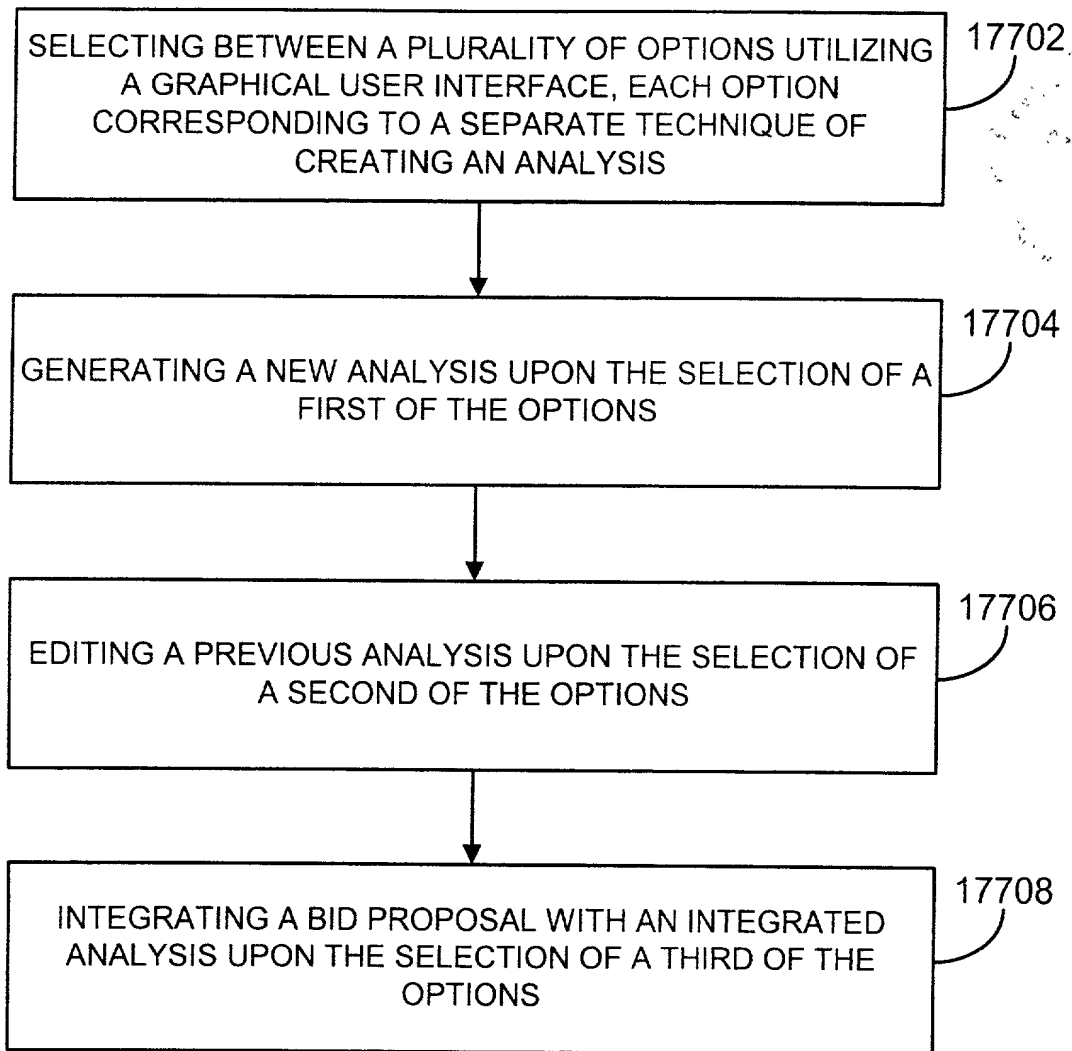 SELECTING BETWEEN A PLURALITY OF OPTIONS UTILIZING
A GRAPHICAL USER INTERFACE, EACH OPTION
CORRESPONDING TO A SEPARATE TECHNIQUE OF
CREATING AN ANALYSIS
17702
GENERATING A NEW ANALYSIS UPON THE SELECTION OF A
FIRST OF THE OPTIONS
17704
EDITING A PREVIOUS ANALYSIS UPON THE SELECTION OF
A SECOND OF THE OPTIONS
17706
INTEGRATING A BID PROPOSAL WITH AN INTEGRATED
ANALYSIS UPON THE SELECTION OF A THIRD OF THE
OPTIONS
17708